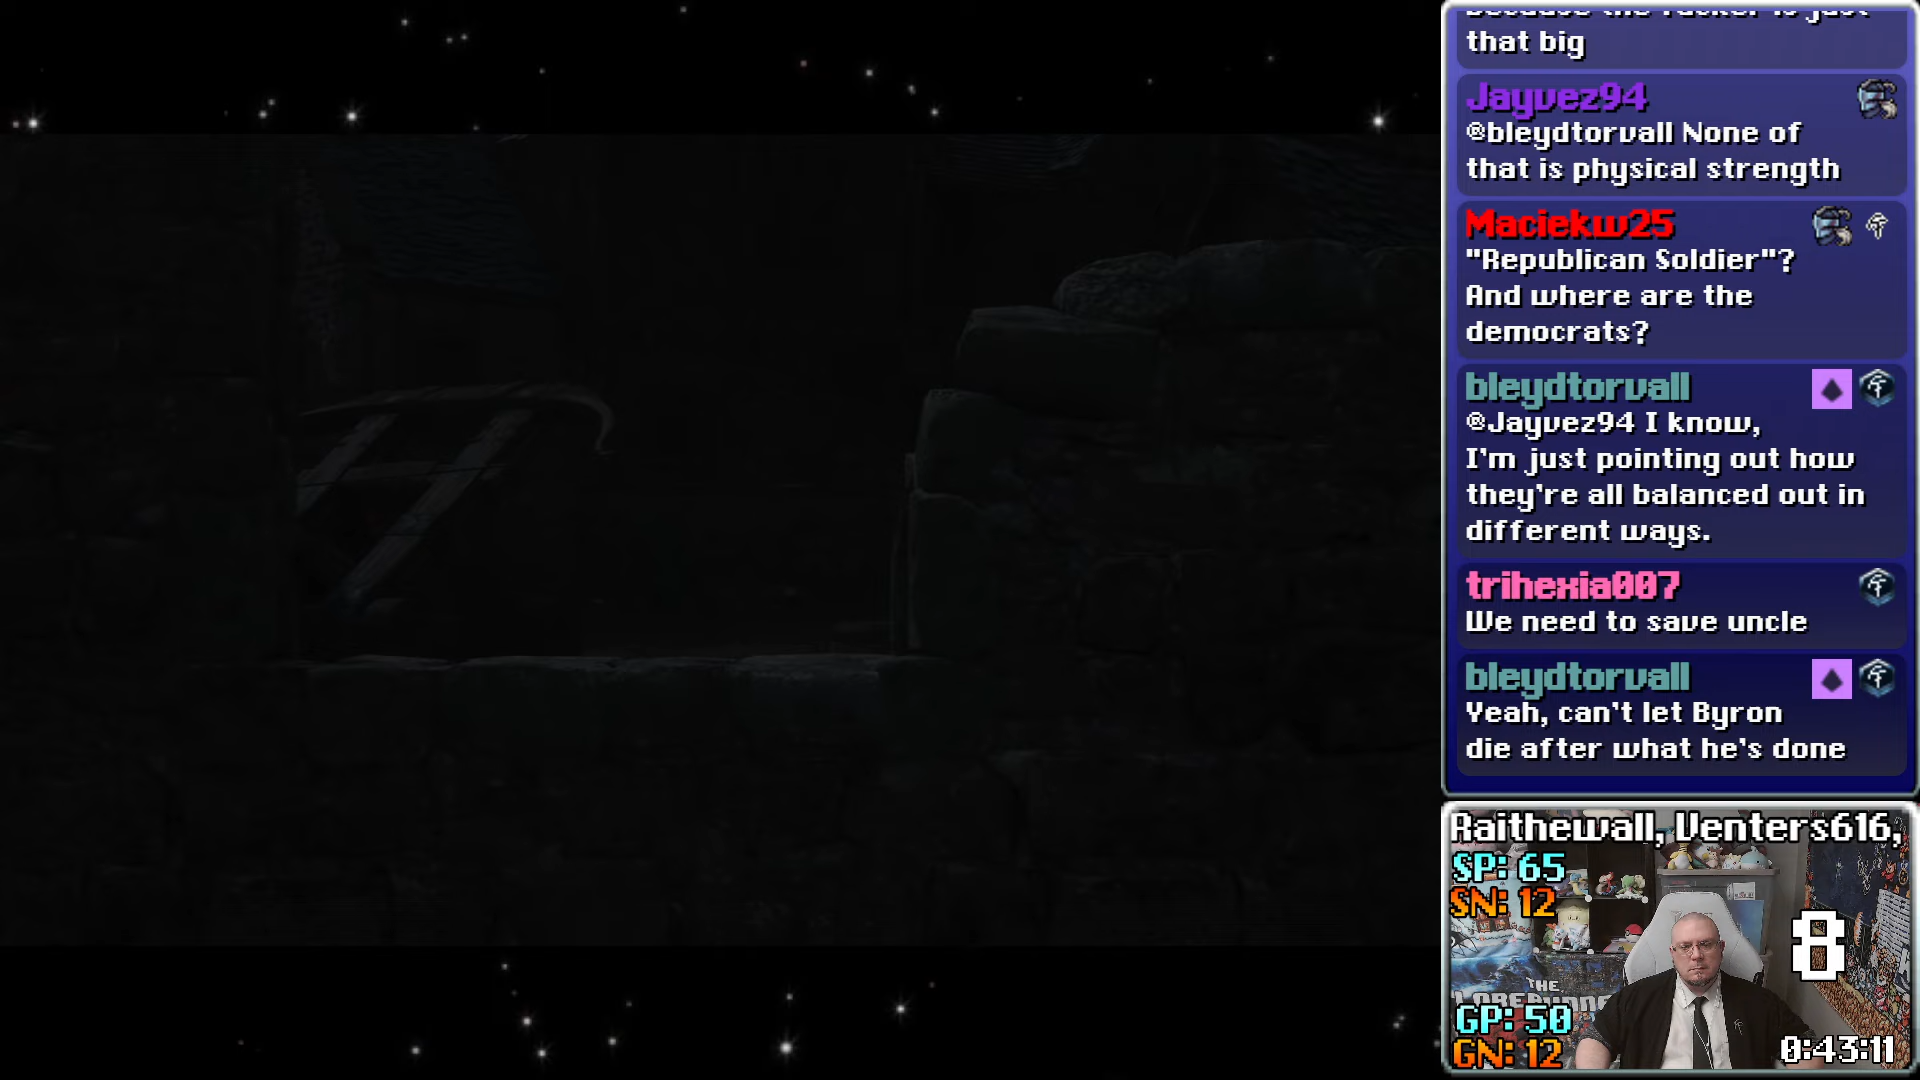 that big
Jayvez94
@bleydtorvall None of
that is physical strength
Maciekw25
"Republican Soldier"?
And where are the
democrats?
bleydtorvall
@Jayvez94 I know,
I'm just pointing out how
they're all balanced out in
different ways.
trihexia007
We need to save uncle
bleydtorvall
Yeah, can't let Byron
die after what he's done
Raithewall, Venters616,
SP: 65
SN: 12
8
THE
GP: 50
GN: 12
0:43:11